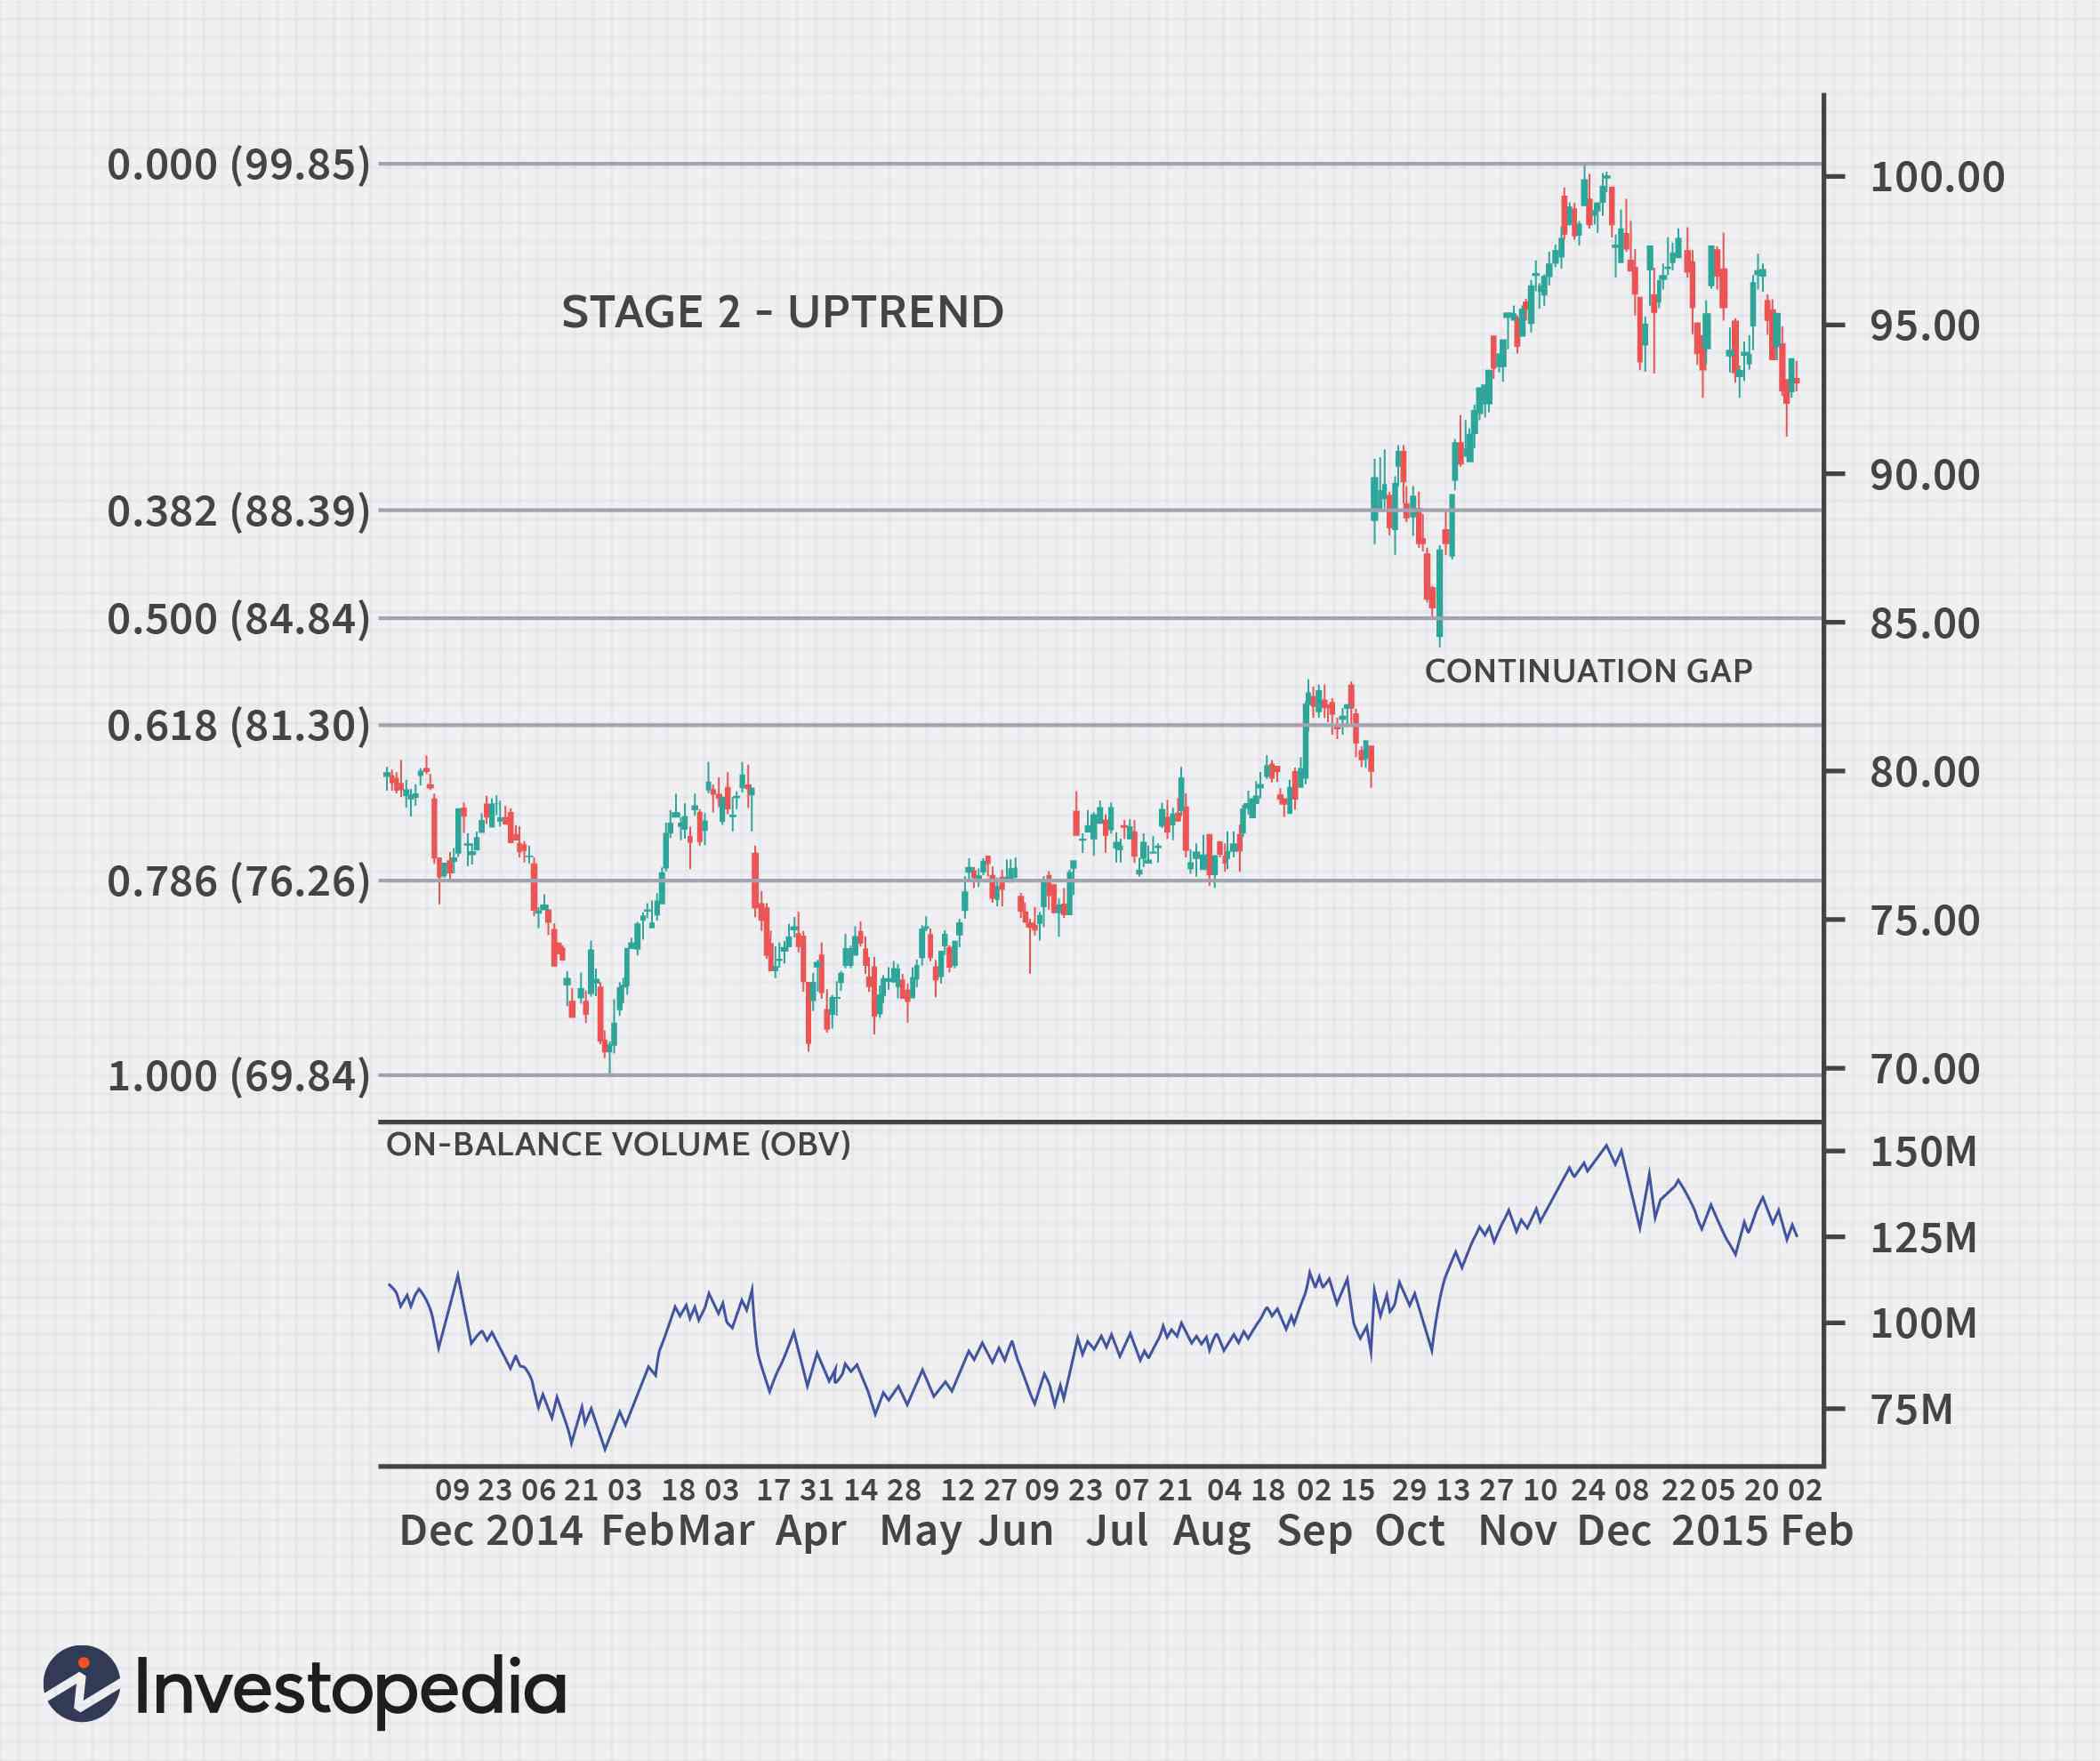 0.000 (99.85)
100.00
STAGE 2 - UPTREND
95.00
90.00
0.382 (88.39)
0.500 (84.84)
85.00
CONTINUATION GAP
0.618 (81.30)
80.00
0.786 (76.26)
75.00
1.000 (69.84)
70.00
ON-BALANCE VOLUME (OBV)
150M
125M
100M
75M
09 23 06 21 03 18 03 17 31 14 28 12 27 09 23 07 21 04 18 02 15 29 13 27 10 24 08 22 05 20 02
Dec 2014 Feb Mar Apr May Jun Jul Aug Sep Oct Nov Dec 2015 Feb
Investopedia